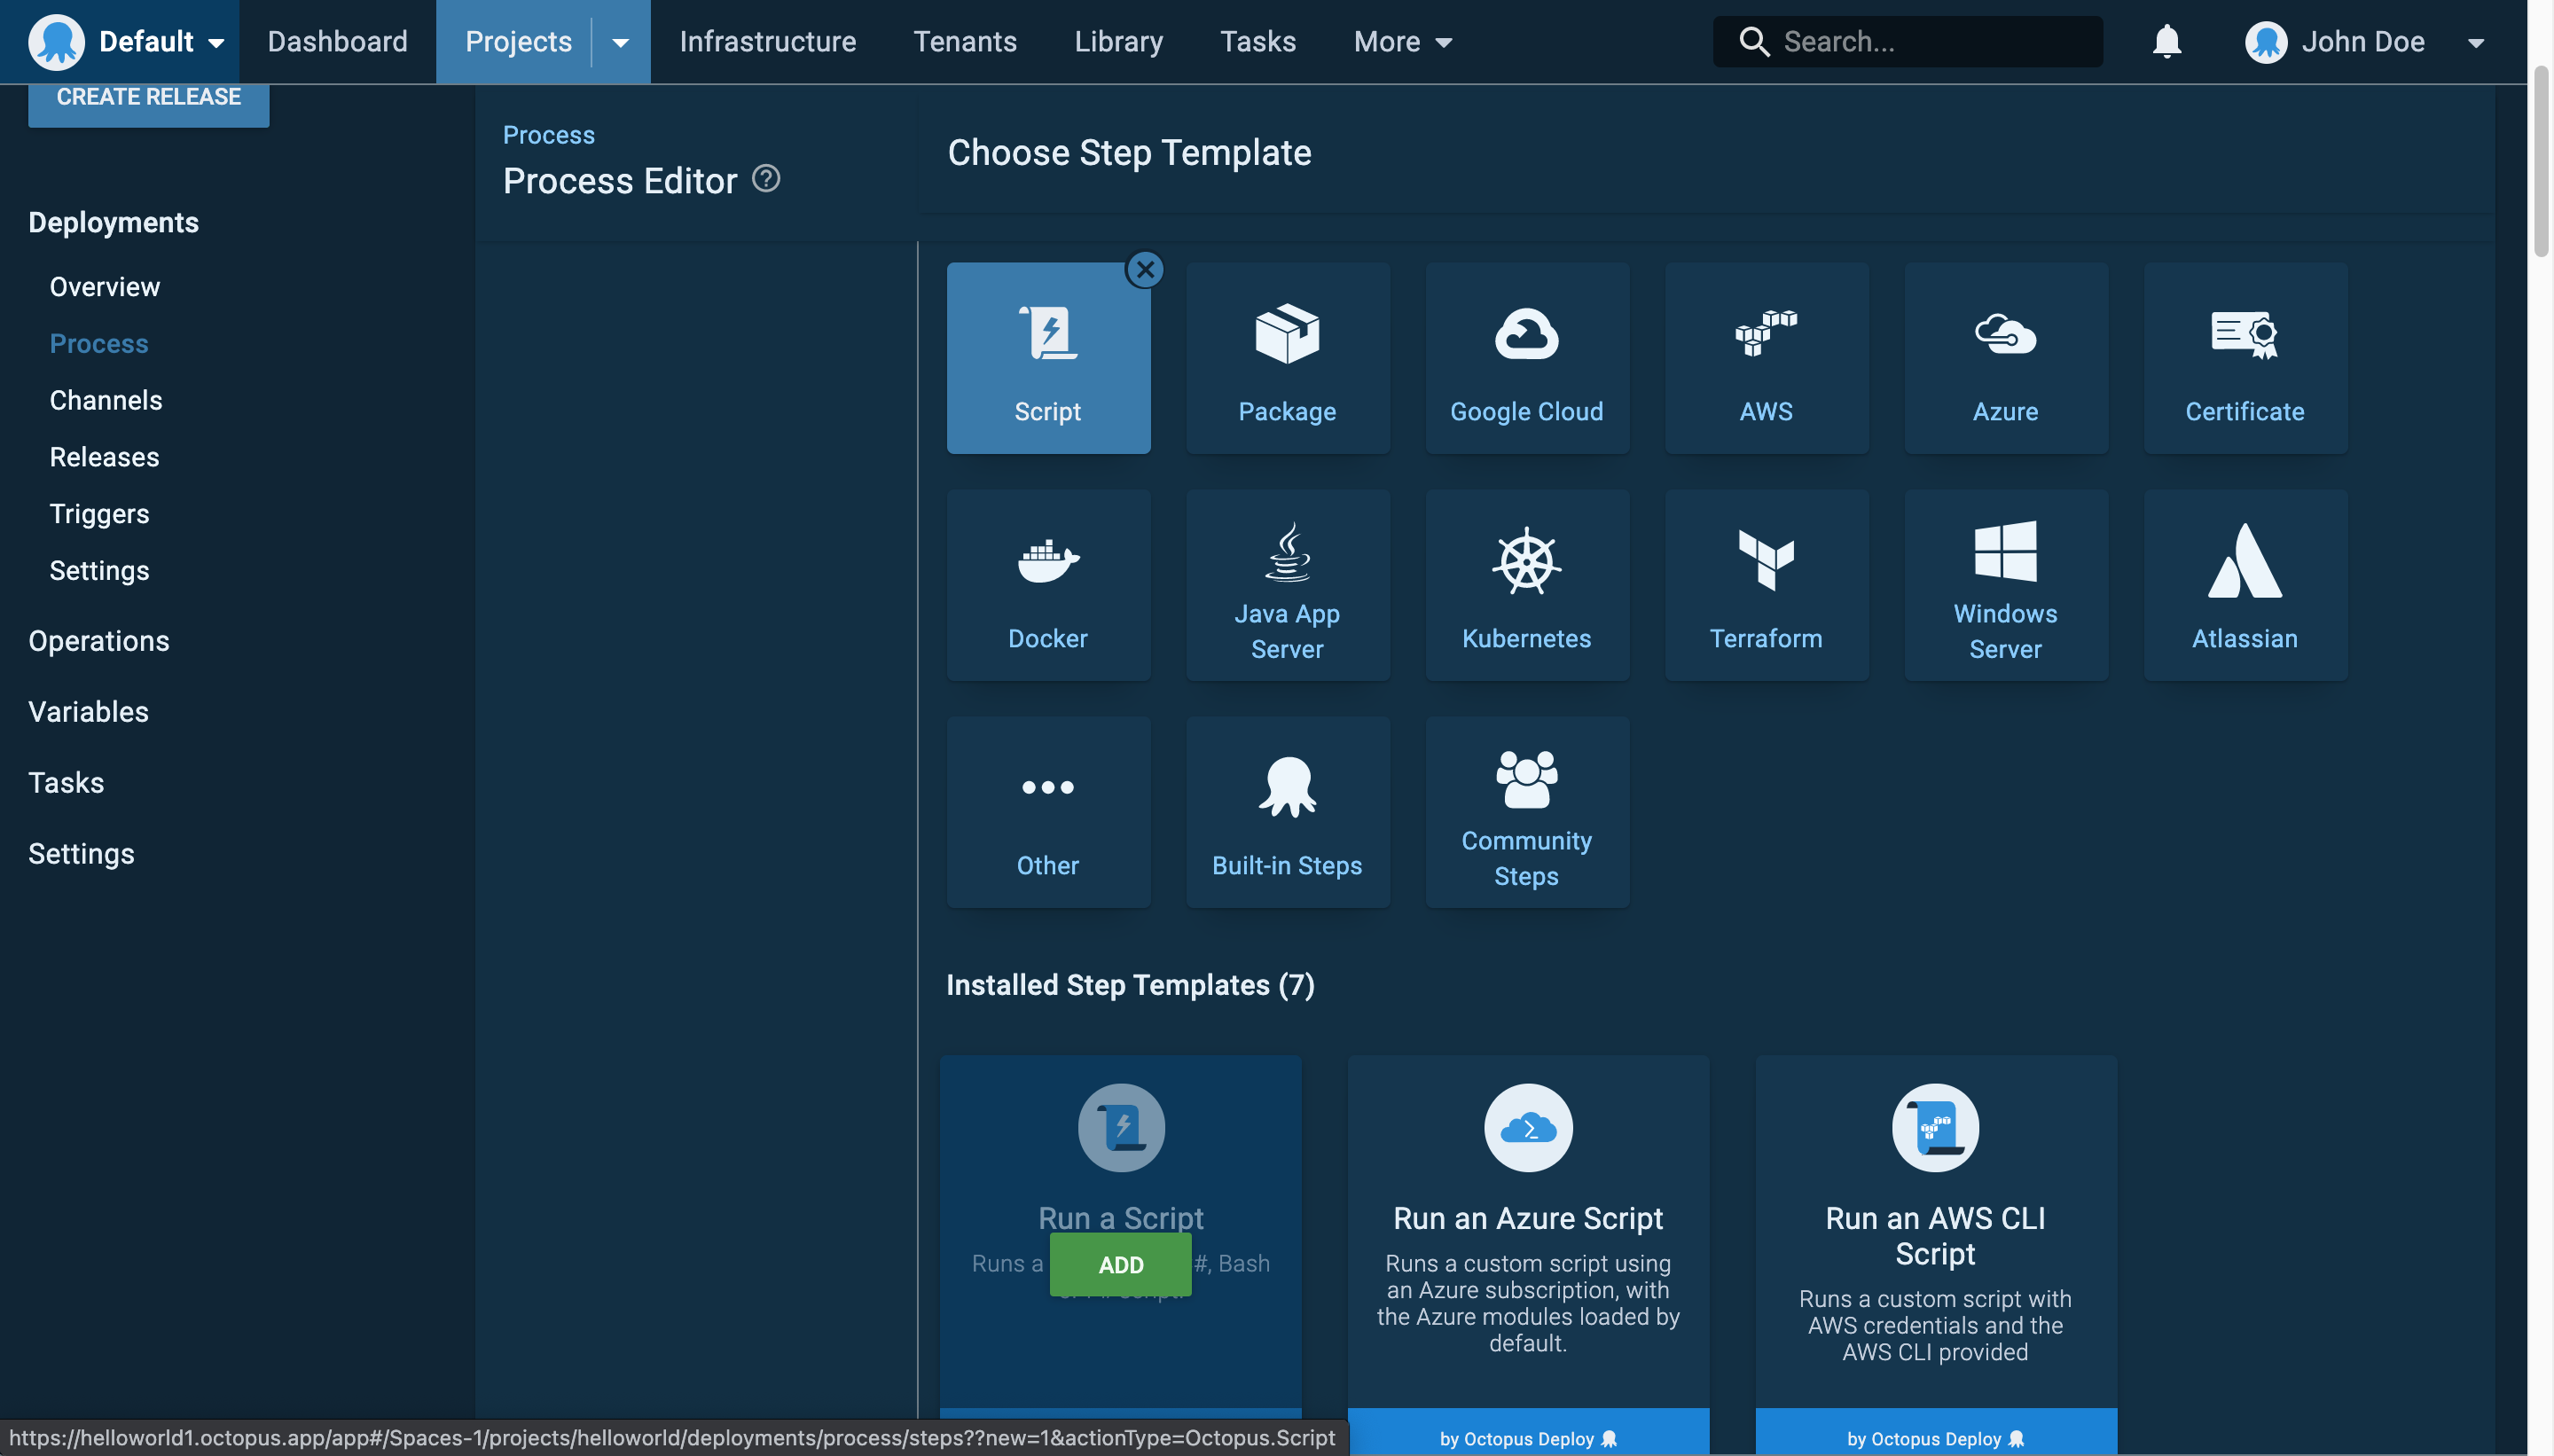 Default
Dashboard
Projects
Infrastructure
Tenants
Library
Tasks
More
Search...
John Doe
CREATE RELEASE
Deployments
Overview
Process
Channels
Releases
Triggers
Settings
Operations
Variables
Tasks
Settings
Process
Process Editor
Choose Step Template
Script
Package
Google Cloud
AWS
Azure
Certificate
Docker
Java App
Server
Kubernetes
Terraform
Windows
Server
Atlassian
Other
Built-in Steps
Community
Steps
Installed Step Templates (7)
Run a Script
Runs a
#, Bash
ADD
Run an Azure Script
Runs a custom script using
an Azure subscription, with
the Azure modules loaded by
default.
by Octopus Deploy
Run an AWS CLI
Script
Runs a custom script with
AWS credentials and the
AWS CLI provided
by Octopus Deploy
https://helloworld1.octopus.app/app#/Spaces-1/projects/helloworld/deployments/process/steps??new=1&actionType=Octopus.Script